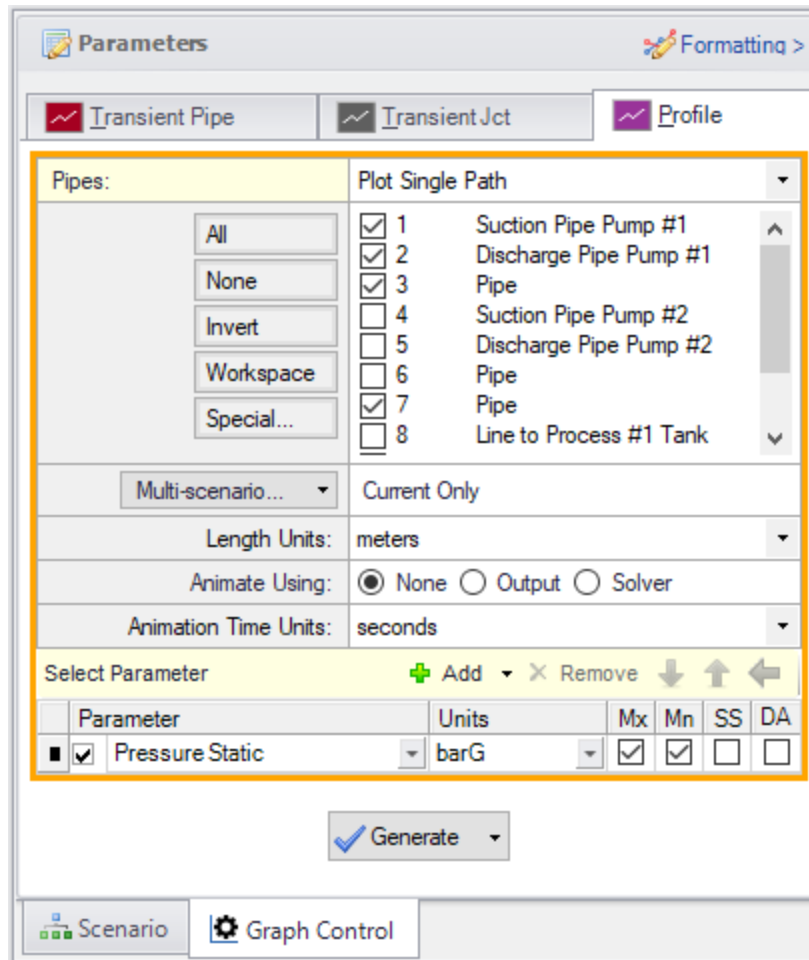 Parameters Formatting >
Transient Pipe Transient Jct Profile
Pipes: Plot Single Path
All
None
Invert
Workspace
Special...
1 Suction Pipe Pump #1
2 Discharge Pipe Pump #1
3 Pipe
4 Suction Pipe Pump #2
5 Discharge Pipe Pump #2
6 Pipe
7 Pipe
8 Line to Process #1 Tank
Multi-scenario... Current Only
Length Units: meters
Animate Using: None Output Solver
Animation Time Units: seconds
Select Parameter Add Remove
Parameter Units Mx Mn SS DA
Pressure Static barG
Generate
Scenario Graph Control